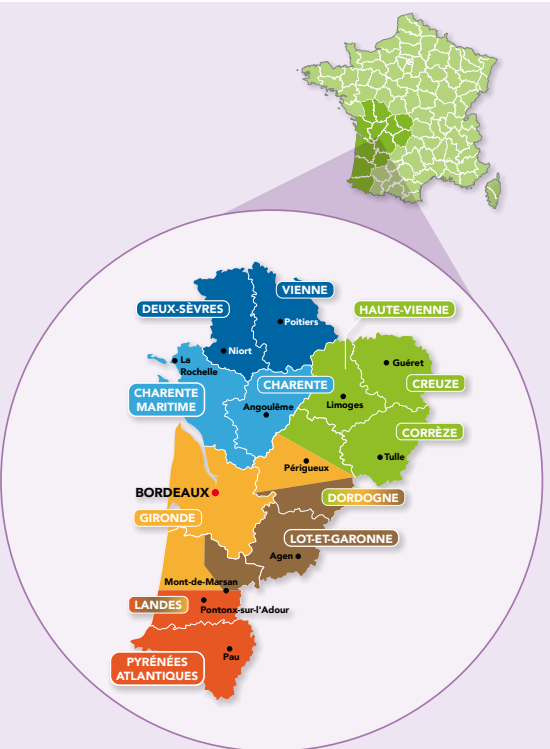 VIENNE
DEUX-SÈVRES
HAUTE-VIENNE
Poitiers
Niort
La
Rochelle
Guéret
CHARENTE
CREUZE
CHARENTE
MARITIME
Angoulême
Limoges
CORRÈZE
Tulle
Périgueux
BORDEAUX
DORDOGNE
GIRONDE
LOT-ET-GARONNE
Agen
Mont-de-Marsan
LANDES
Pontonx-sur-l'Adour
Pau
PYRÉNÉES
ATLANTIQUES